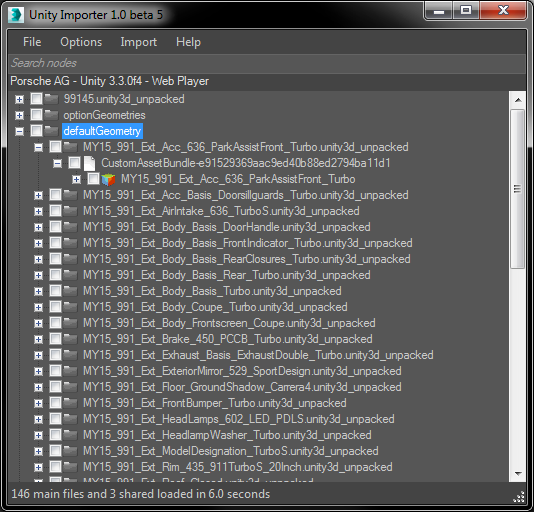 Unity Importer 1.0 beta 5
File Options Import Help
Search nodes
Porsche AG - Unity 3.3.0f4 - Web Player
99145.unity3d_unpacked
optionGeometries
defaultGeometry
MY15_991_Ext_Acc_636_ParkAssistFront_Turbo.unity3d_unpacked
CustomAssetBundle-e91529369aac9ed40b88ed2794ba11d1
MY15_991_Ext_Acc_636_ParkAssistFront_Turbo
MY15_991_Ext_Acc_Basis_Doorsillguards_Turbo.unity3d_unpacked
MY15_991_Ext_AirIntake_636_TurboS.unity3d_unpacked
MY15_991_Ext_Body_Basis_DoorHandle.unity3d_unpacked
MY15_991_Ext_Body_Basis_FrontIndicator_Turbo.unity3d_unpacked
MY15_991_Ext_Body_Basis_RearClosures_Turbo.unity3d_unpacked
MY15_991_Ext_Body_Basis_Rear_Turbo.unity3d_unpacked
MY15_991_Ext_Body_Basis_Turbo.unity3d_unpacked
MY15_991_Ext_Body_Coupe_Turbo.unity3d_unpacked
MY15_991_Ext_Body_Frontscreen_Coupe.unity3d_unpacked
MY15_991_Ext_Brake_450_PCCB_Turbo.unity3d_unpacked
MY15_991_Ext_Exhaust_Basis_ExhaustDouble_Turbo.unity3d_unpacked
MY15_991_Ext_ExteriorMirror_529_SportDesign.unity3d_unpacked
MY15_991_Ext_Floor_GroundShadow_Carrera4.unity3d_unpacked
MY15_991_Ext_FrontBumper_Turbo.unity3d_unpacked
MY15_991_Ext_HeadLamps_602_LED_PDLS.unity3d_unpacked
MY15_991_Ext_HeadlampWasher_Turbo.unity3d_unpacked
MY15_991_Ext_ModelDesignation_TurboS.unity3d_unpacked
MY15_991_Ext_Rim_435_911TurboS_20Inch.unity3d_unpacked
MY15_991_Ext_Roof_Closed.unity3d_unpacked
146 main files and 3 shared loaded in 6.0 seconds